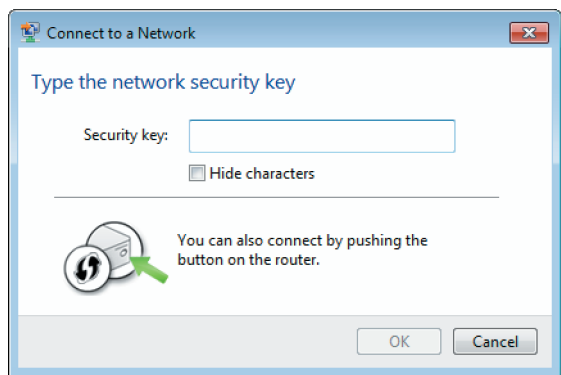 Connect to a Network
Type the network security key
Security key:
Hide characters
You can also connect by pushing the
button on the router.
OK
Cancel